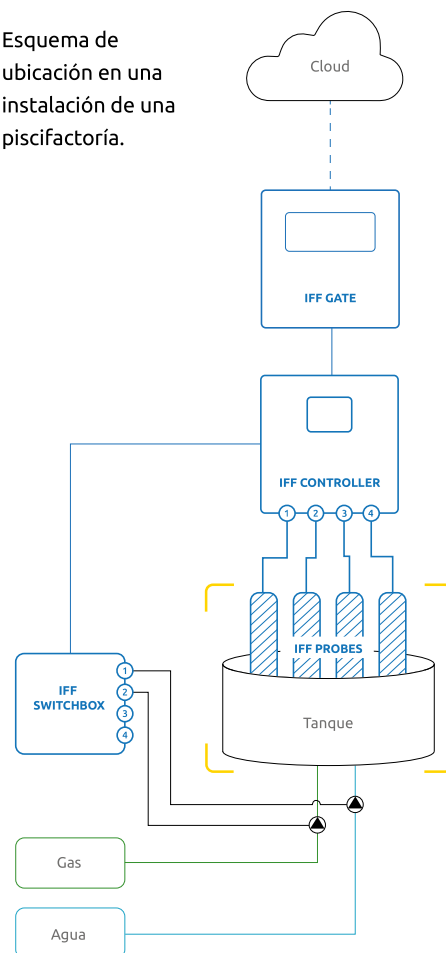 Esquema de
ubicación en una
instalación de una
piscifactoría.
Cloud
IFF GATE
IFF CONTROLLER
1 2 3 4
IFF PROBES
IFF
SWITCHBOX
1
2
3
4
Tanque
Gas
Agua